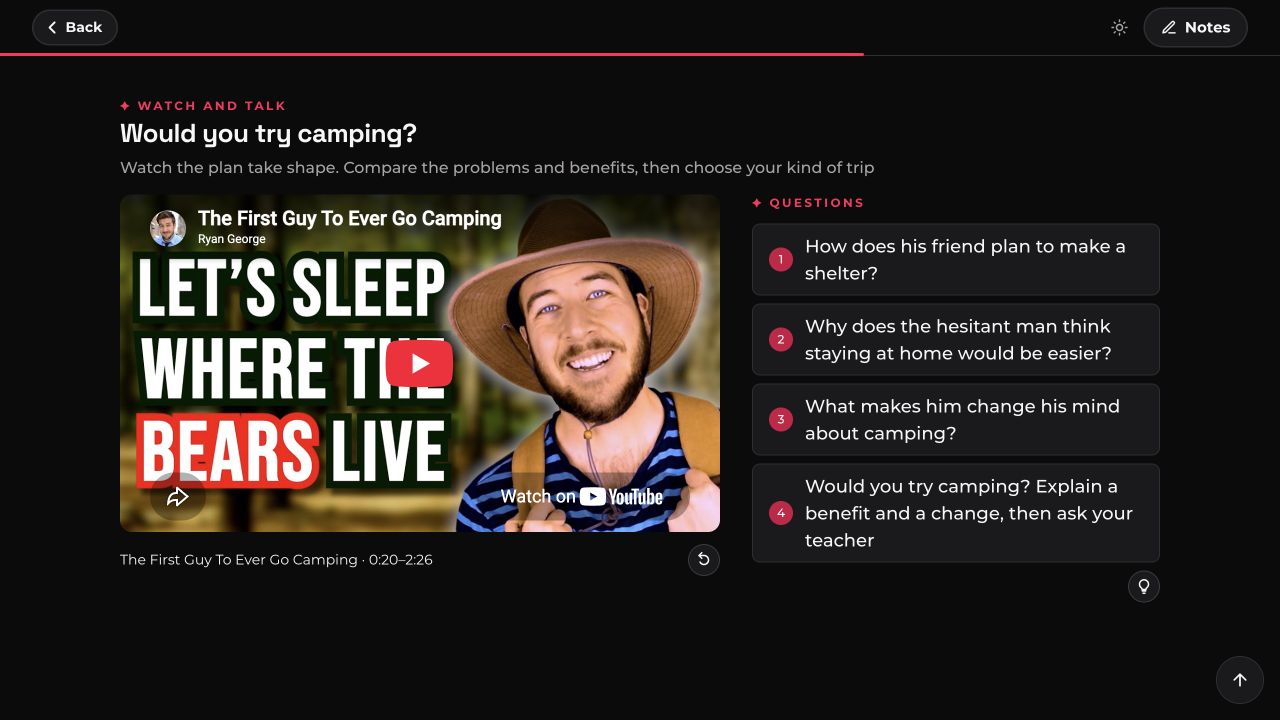 Back
Notes
WATCH AND TALK
Would you try camping?
Watch the plan take shape. Compare the problems and benefits, then choose your kind of trip
The First Guy To Ever Go Camping
Ryan George
LET'S SLEEP
WHERE THE
BEARS LIVE
Watch on YouTube
The First Guy To Ever Go Camping · 0:20–2:26
QUESTIONS
1
How does his friend plan to make a
shelter?
2
Why does the hesitant man think
staying at home would be easier?
3
What makes him change his mind
about camping?
4
Would you try camping? Explain a
benefit and a change, then ask your
teacher